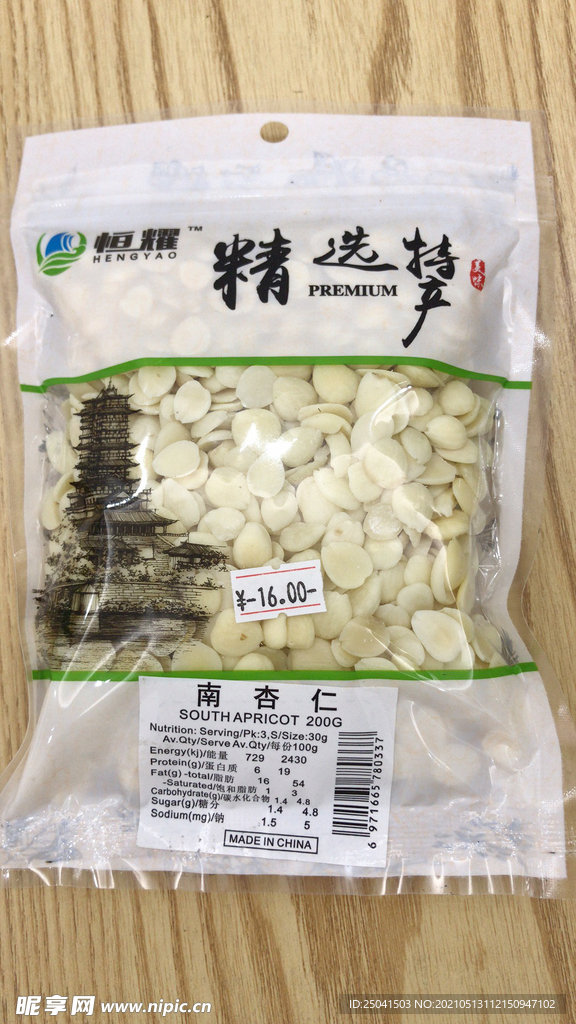 恒耀™
HENGYAO
精选特产
PREMIUM
美味
¥-16.00-
南杏仁
SOUTH APRICOT 200G
Nutrition: Serving/Pk:3,S/Size:30g
Av.Qty/Serve Av.Qty/每份100g
Energy(kj)/能量 729 2430
Protein(g)/蛋白质 6 19
Fat(g) -total/脂肪 16 54
-Saturated/饱和脂肪 1 3
Carbohydrate(g)/碳水化合物 1.4 4.8
Sugar(g)/糖分 1.4 4.8
Sodium(mg)/钠 1.5 5
MADE IN CHINA
6971665780337
昵享网 www.nipic.cn
ID:25041503 NO:20210513112150947102